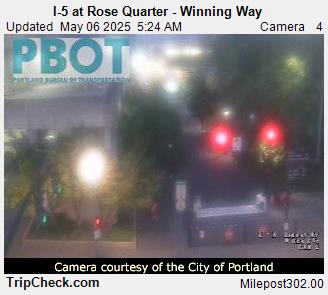 I-5 at Rose Quarter - Winning Way
Updated May 06 2025 5:24 AM Camera 4
PBOT
PORTLAND BUREAU OF TRANSPORTATION
Camera courtesy of the City of Portland
TripCheck.com Milepost302.00